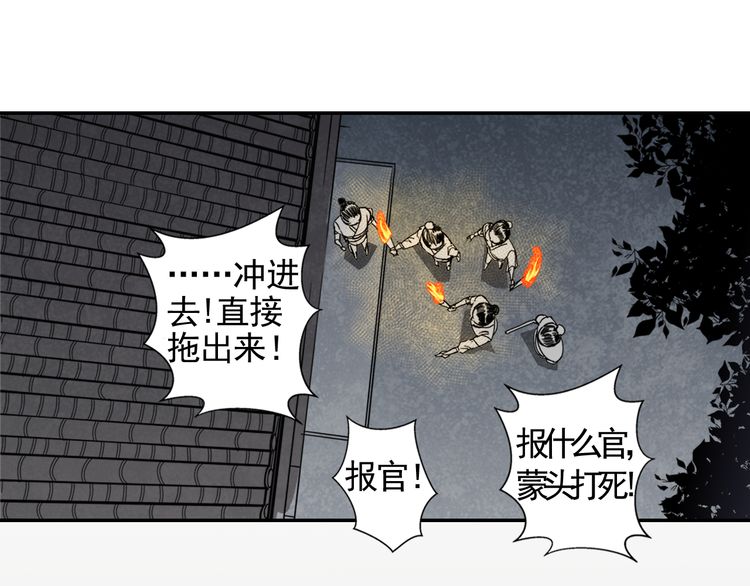 ……冲进
去！直接
拖出来！
报官！
报什么官，
蒙头打死！